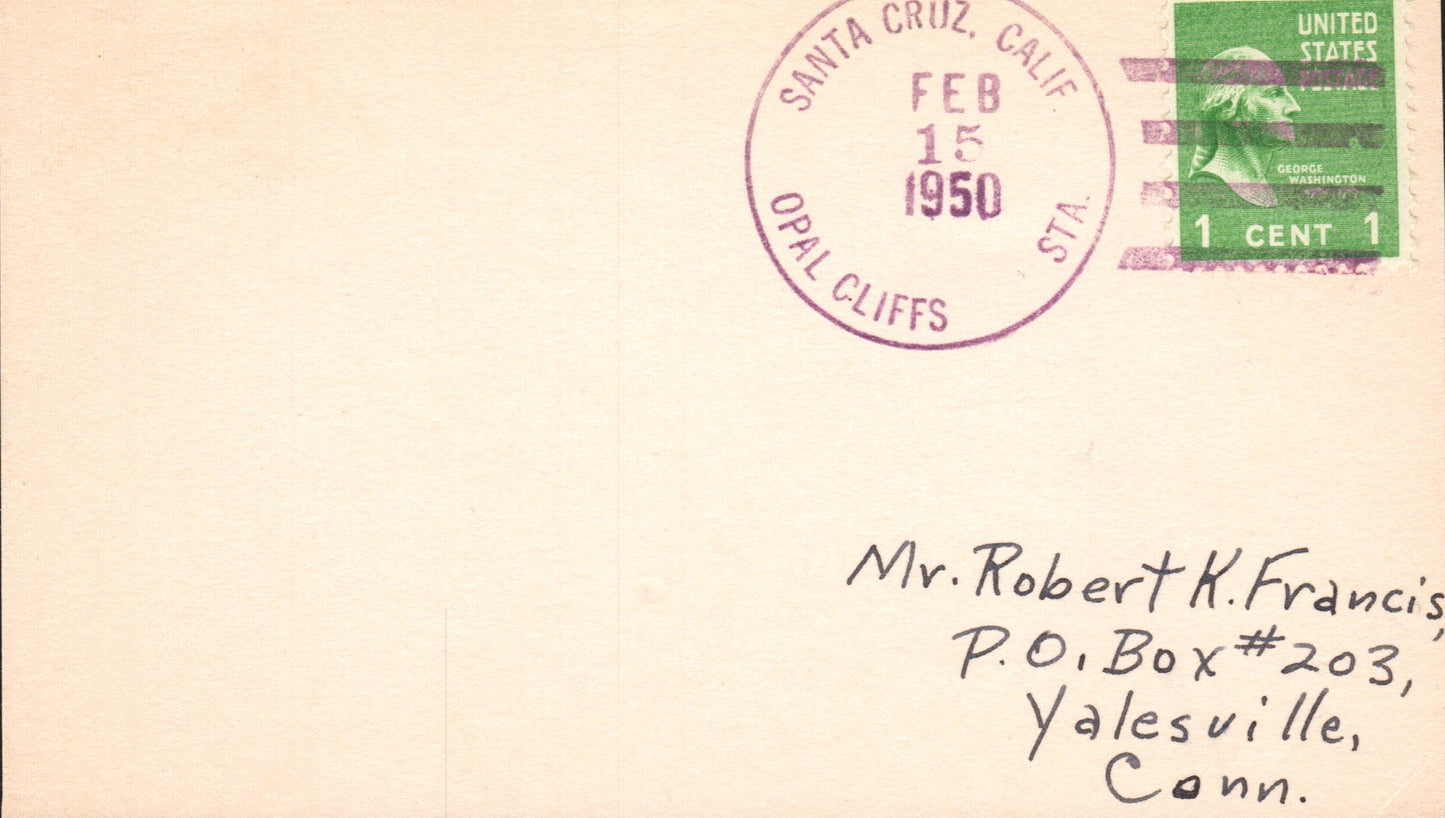 SANTA CRUZ, CALIF.
FEB
15
1950
OPAL CLIFFS STA.
UNITED
STATES
POSTAGE
GEORGE
WASHINGTON
1 CENT 1
Mr. Robert K. Francis,
P.O. Box #203,
Yalesville,
Conn.